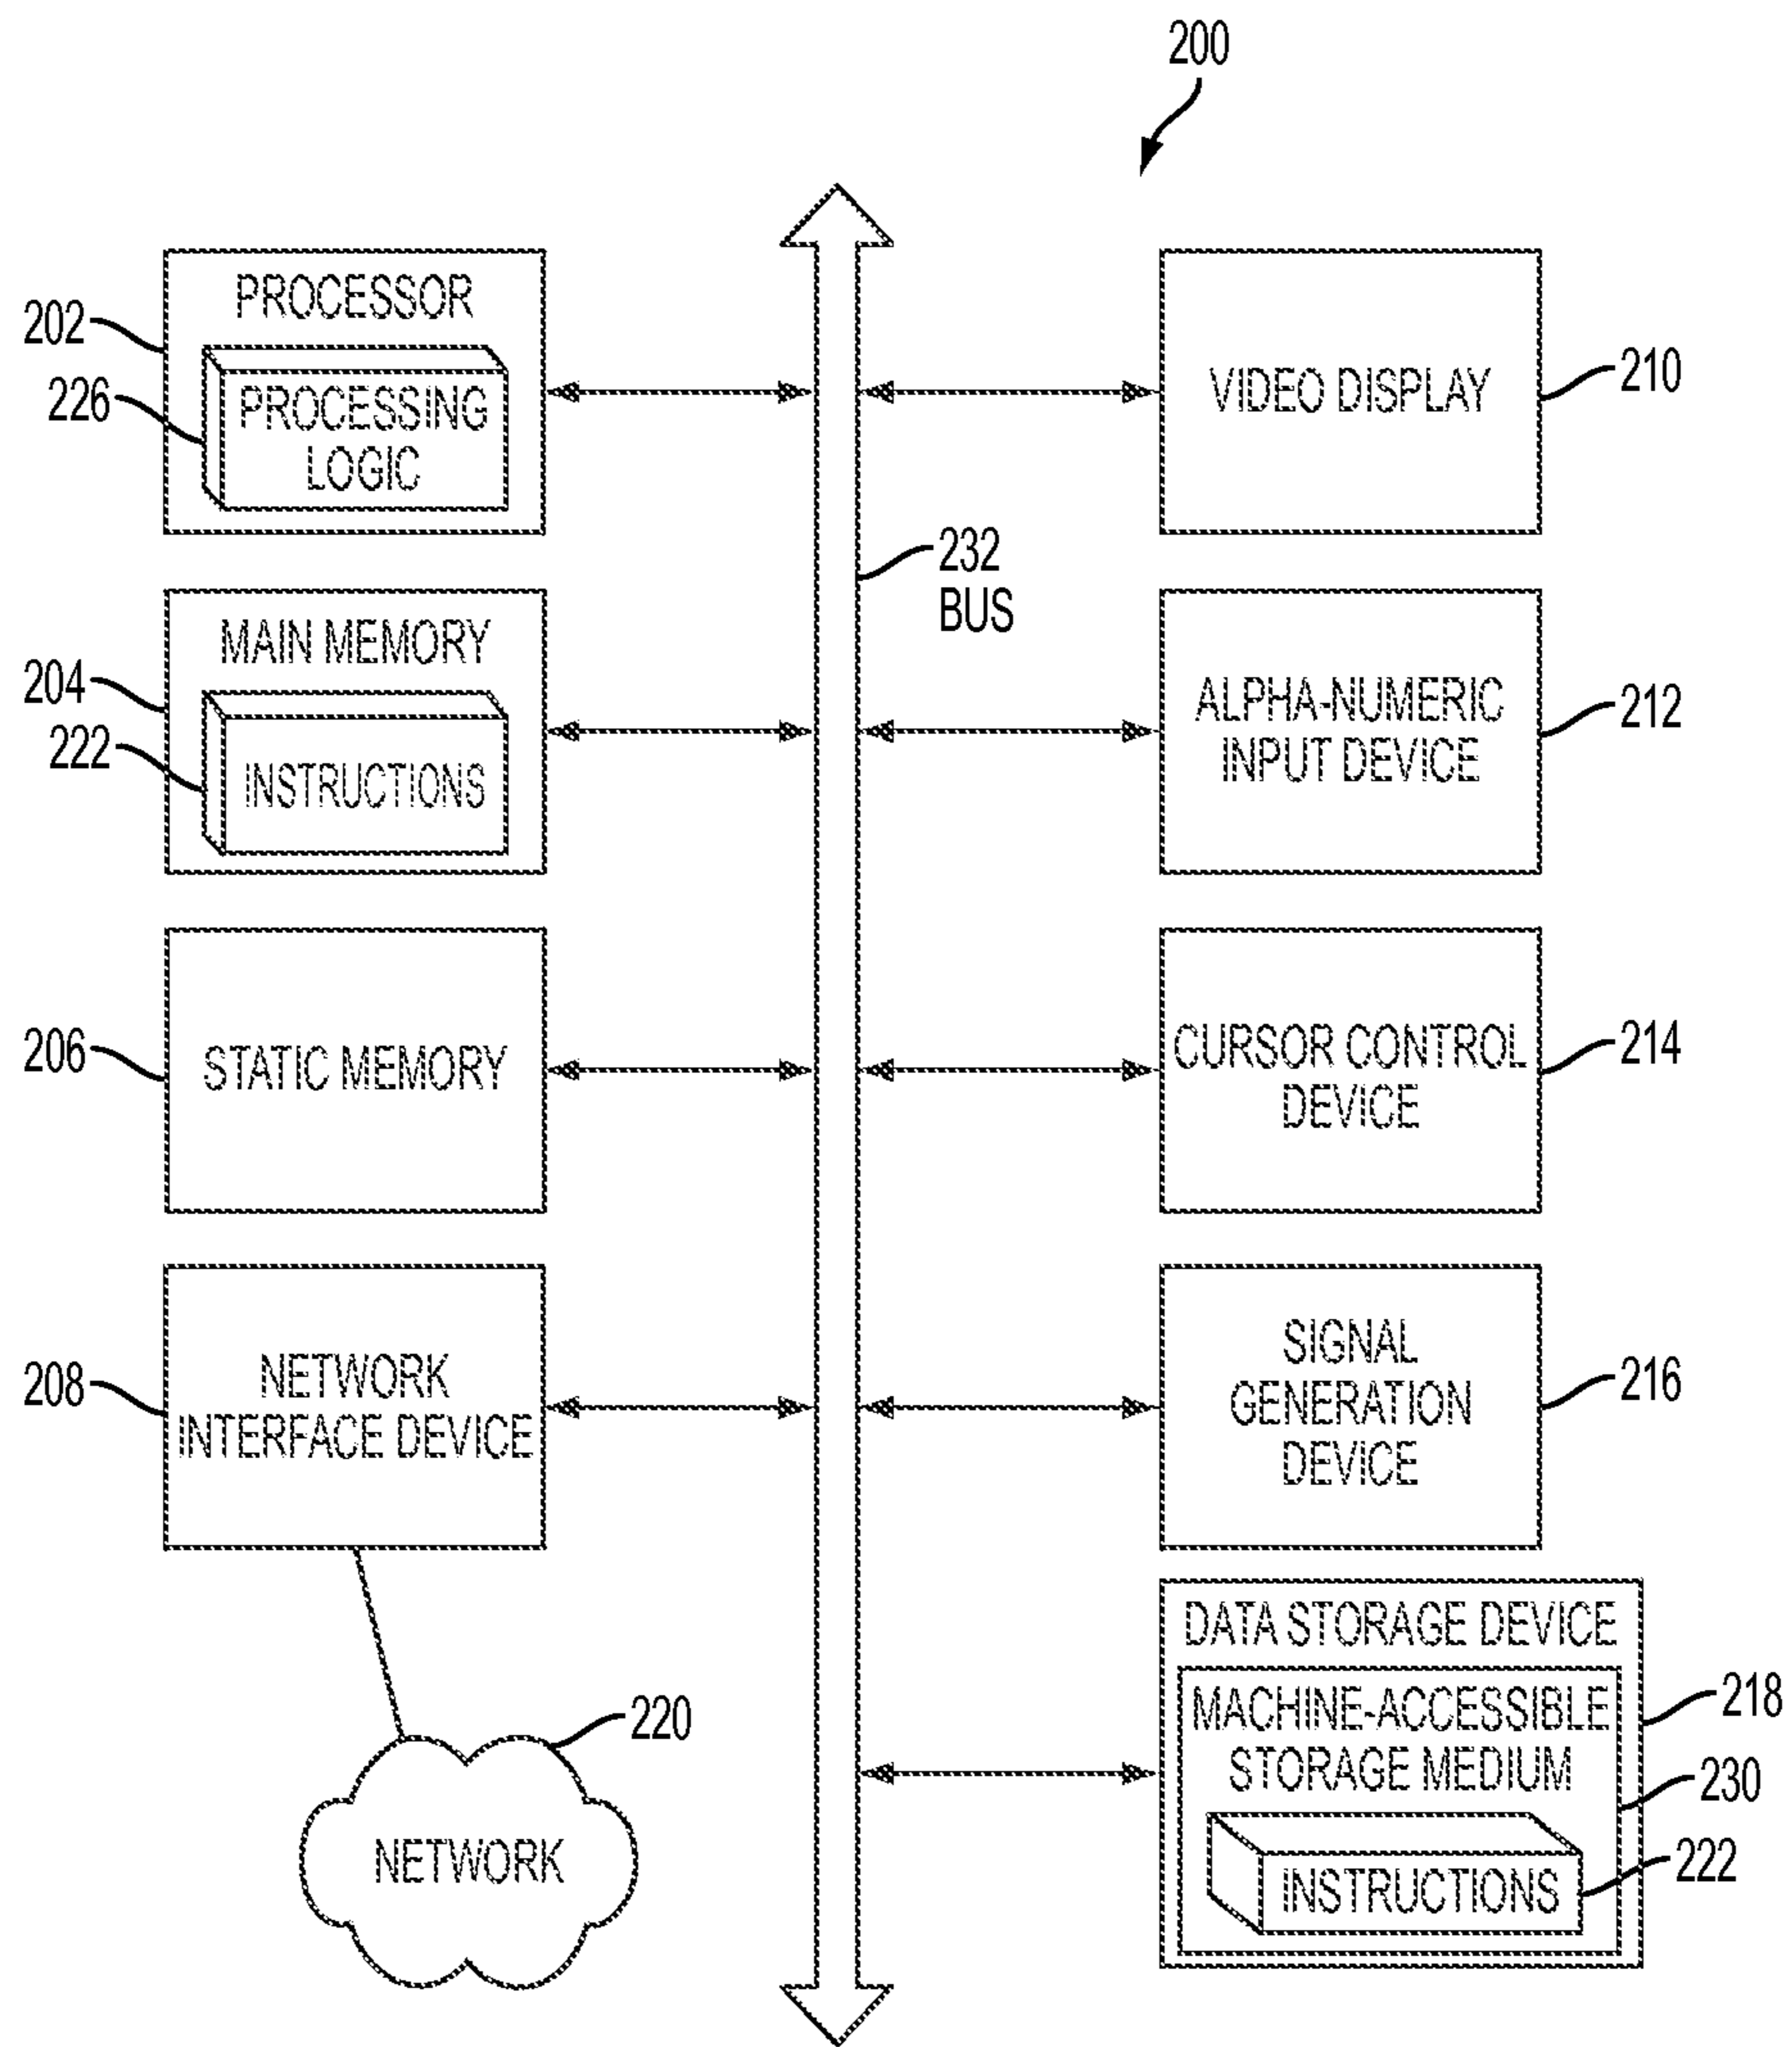 200
PROCESSOR
202
226
PROCESSING
LOGIC
VIDEO DISPLAY
210
232
BUS
MAIN MEMORY
204
222
INSTRUCTIONS
ALPHA-NUMERIC
INPUT DEVICE
212
206
STATIC MEMORY
CURSOR CONTROL
DEVICE
214
208
NETWORK
INTERFACE DEVICE
SIGNAL
GENERATION
DEVICE
216
220
NETWORK
DATA STORAGE DEVICE
218
MACHINE-ACCESSIBLE
STORAGE MEDIUM
230
222
INSTRUCTIONS